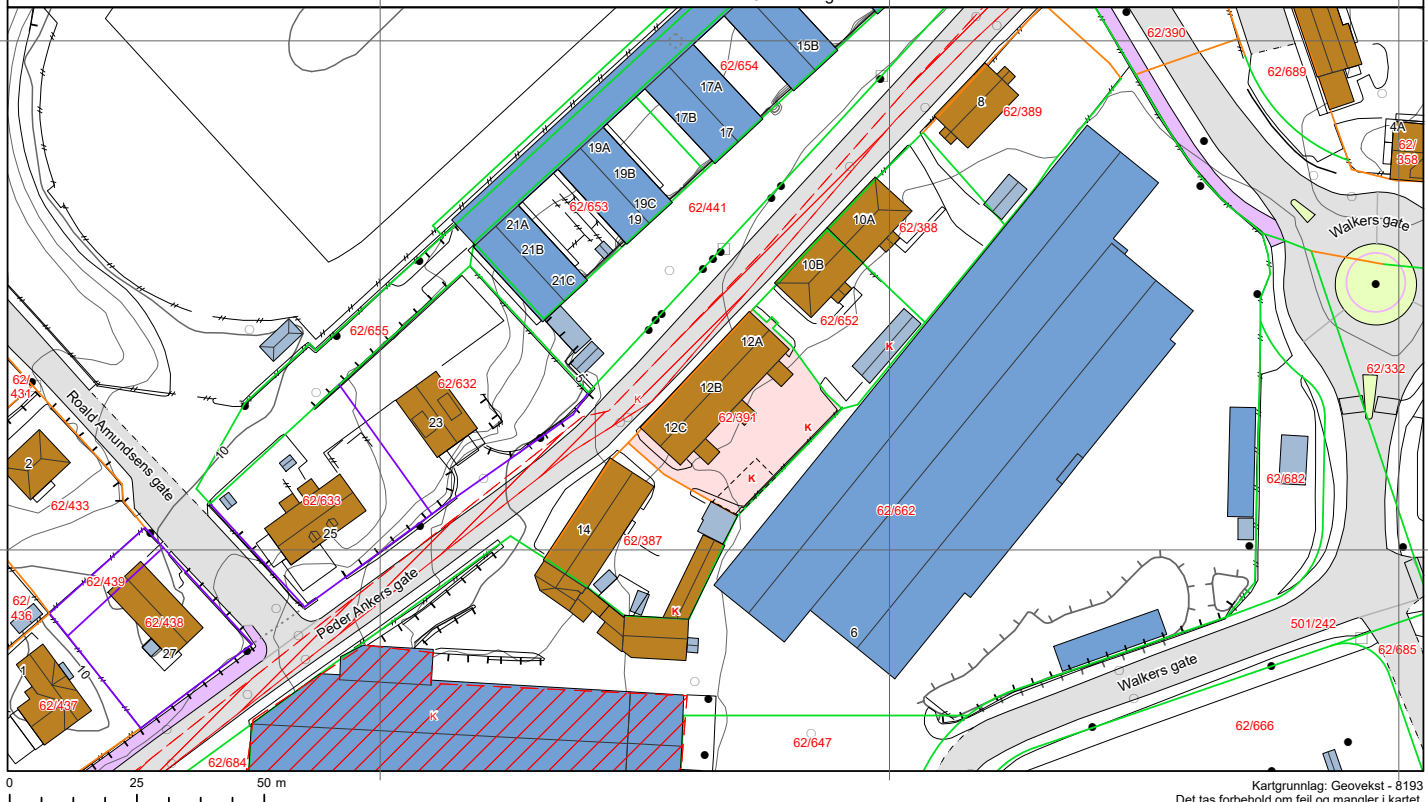 15B
62/390
62/654
62/689
17A
8
62/389
17B
17
4A
62/
358
19A
19B
62/653
19C
19
62/441
21A
10A
62/388
Walkers gate
21B
10B
21C
62/652
62/655
12A
K
62/332
62/
431
62/632
12B
5
Roald Amundsens gate
K
62/391
23
12C
K
10
2
K
62/682
62/633
62/433
62/662
25
14
62/387
62/439
Peder Ankers gate
62/
436
62/438
K
501/242
6
27
62/685
1
10
Walkers gate
62/437
K
62/666
62/647
62/684
0 25 50 m
Kartgrunnlag: Geovekst - 8193
Det tas forbehold om feil og mangler i kartet